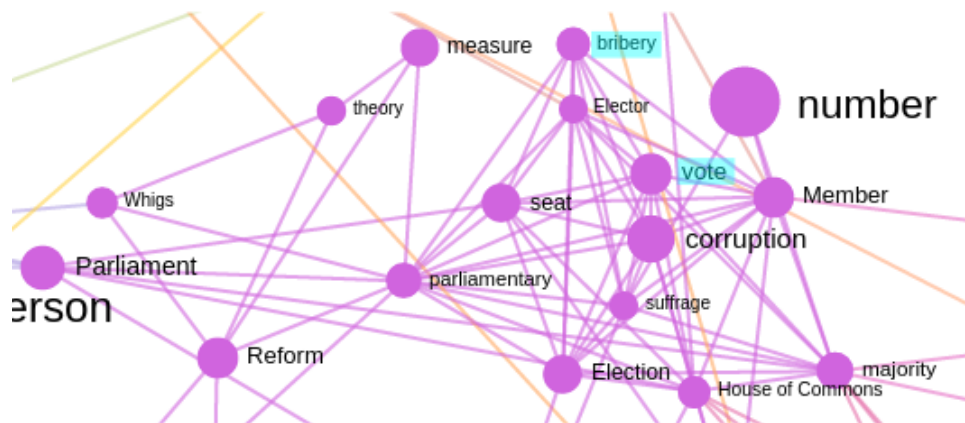 measure
bribery
theory
Elector
number
Whigs
vote
seat
Member
corruption
Parliament
parliamentary
erson
suffrage
Reform
Election
majority
House of Commons